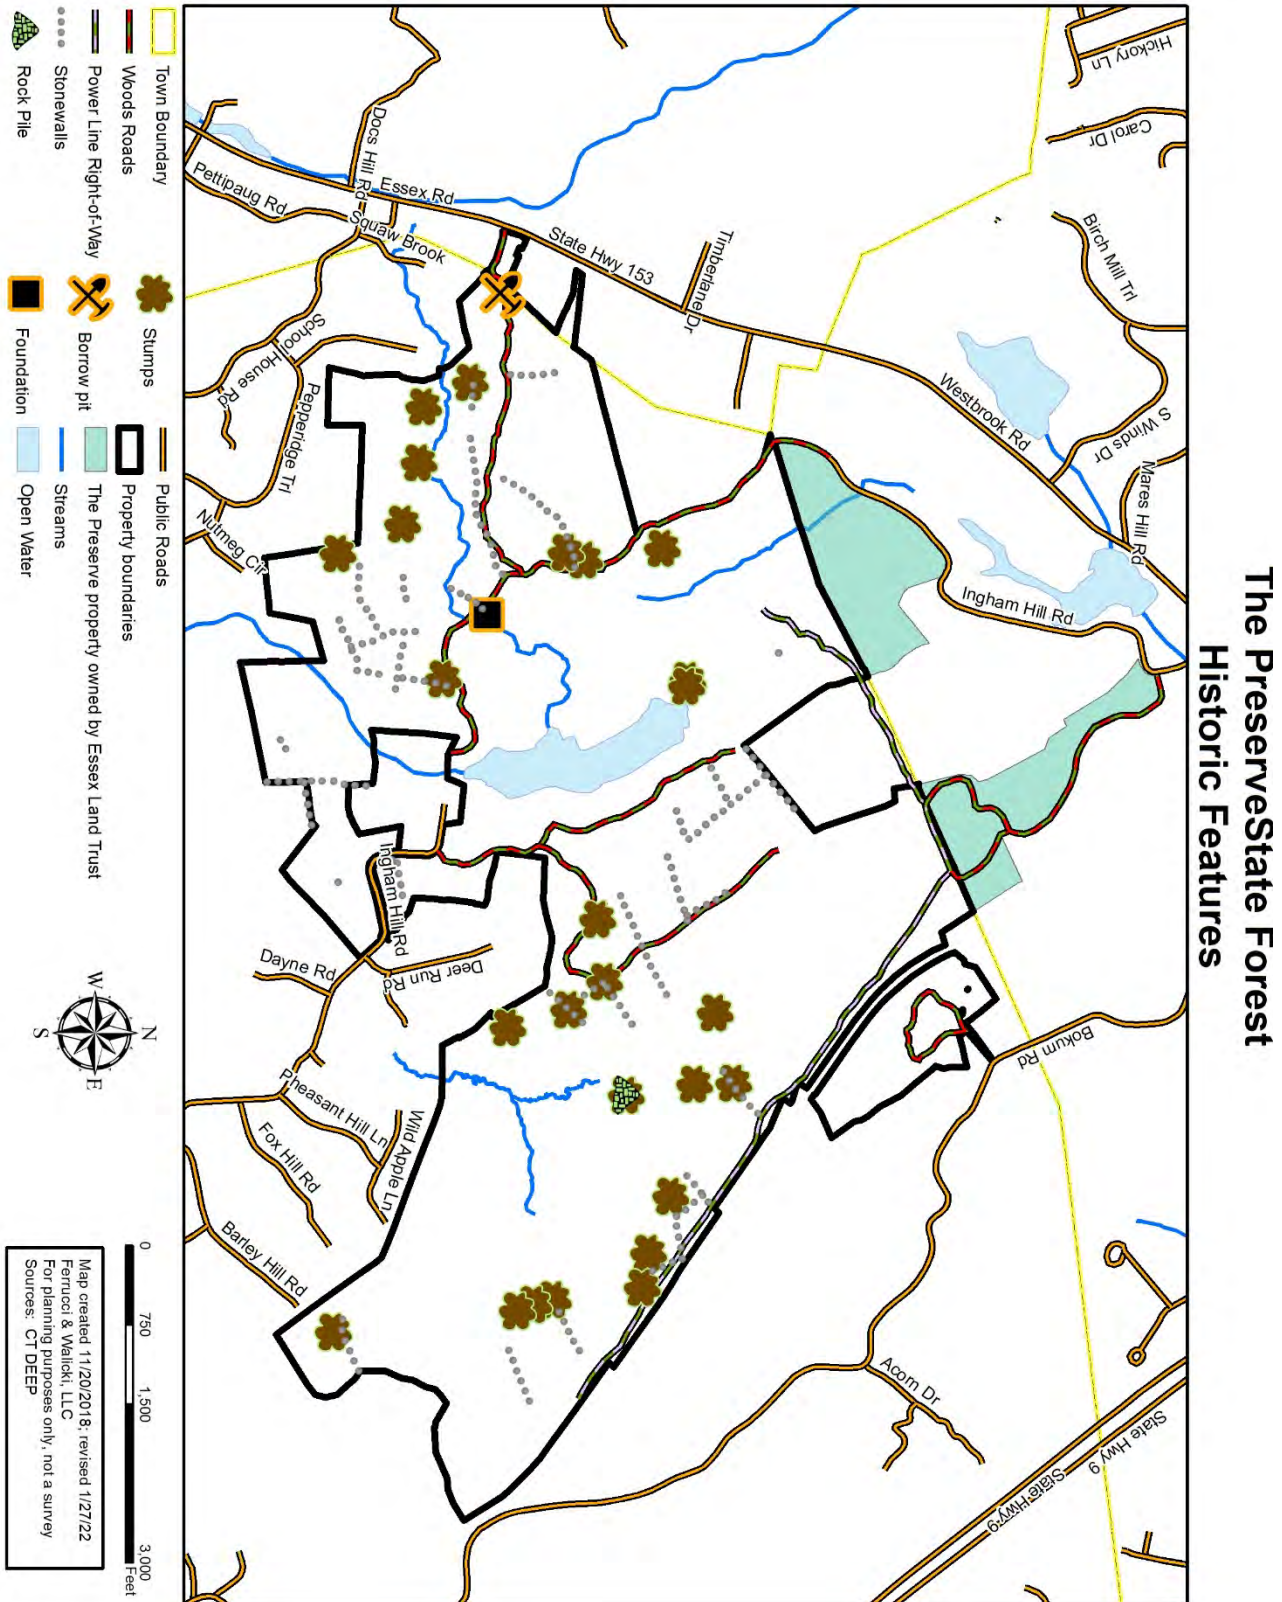 The PreserveState Forest
Historic Features
Hickory Ln
Carol Dr
Birch Mill Trl
S Winds Dr
Mares Hill Rd
Westbrook Rd
Ingham Hill Rd
Bokum Rd
State Hwy 9
State Hwy 9
Acorn Dr
Timberlane Dr
State Hwy 153
Essex Rd
Docs Hill Rd
Pettipaug Rd
Squaw Brook
School House Rd
Pepperidge Trl
Nutmeg Cir
Ingham Hill Rd
Deer Run Rd
Dayne Rd
Pheasant Hill Ln
Wild Apple Ln
Fox Hill Rd
Barley Hill Rd
Town Boundary
Woods Roads
Power Line Right-of-Way
Stonewalls
Rock Pile
Stumps
Borrow pit
Foundation
Public Roads
Property boundaries
The Preserve property owned by Essex Land Trust
Streams
Open Water
N
W
E
S
0 750 1,500 3,000
Feet
Map created 11/20/2018; revised 1/27/22
Ferrucci & Walicki, LLC
For planning purposes only, not a survey
Sources: CT DEEP